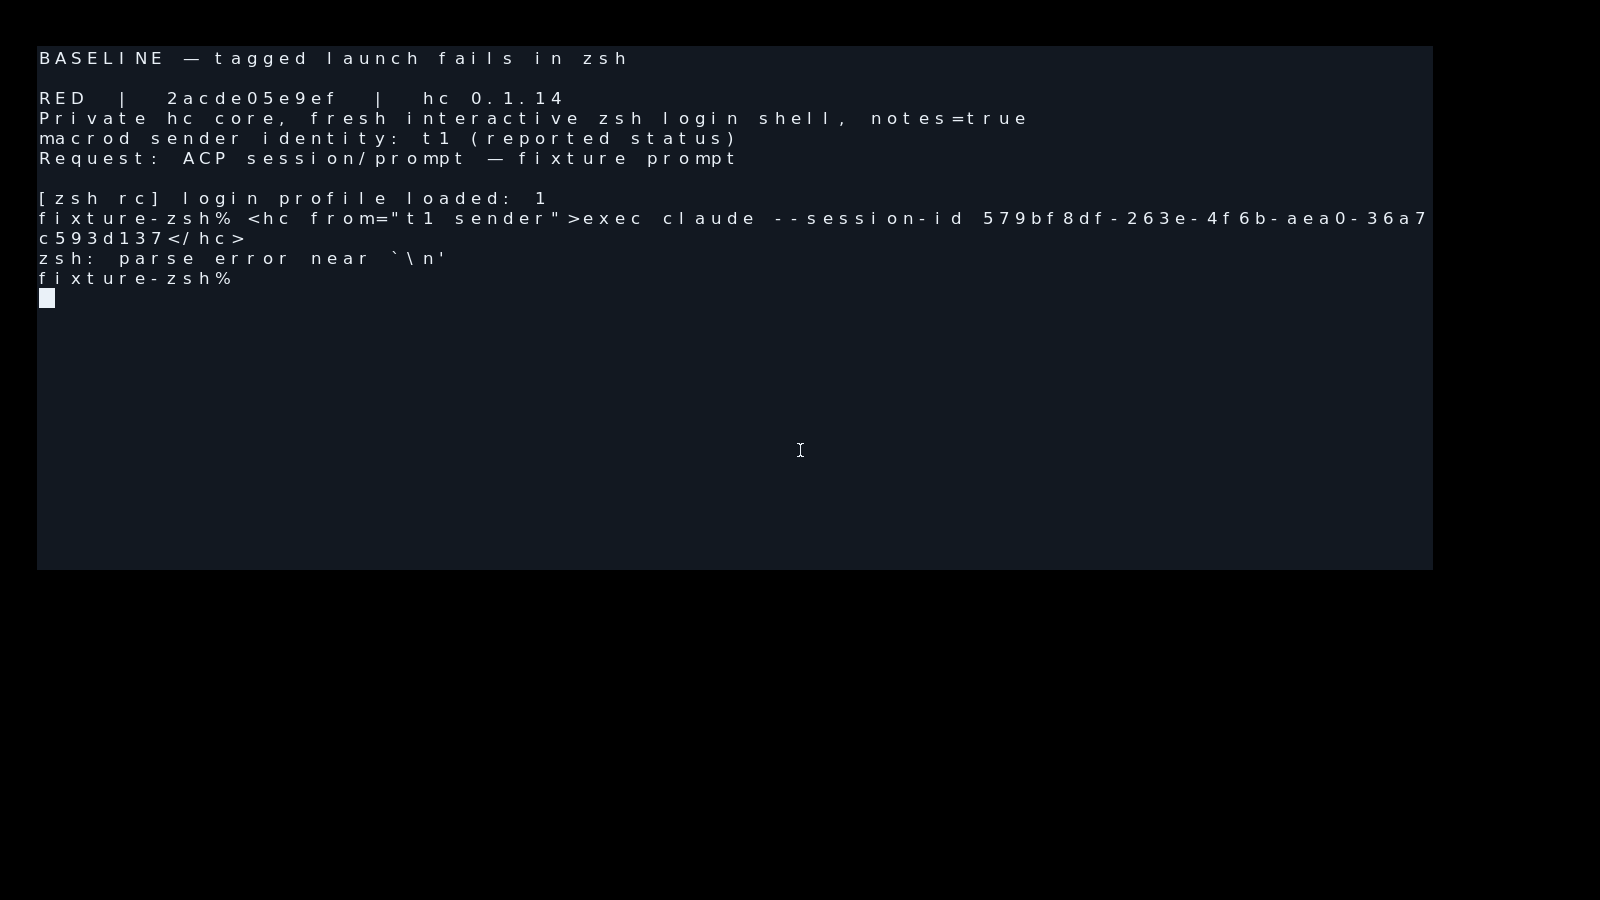 BASELINE — tagged launch fails in zsh
RED | 2acde05e9ef | hc 0.1.14
Private hc core, fresh interactive zsh login shell, notes=true
macrod sender identity: t1 (reported status)
Request: ACP session/prompt — fixture prompt
[zsh rc] login profile loaded: 1
fixture-zsh% <hc from="t1 sender">exec claude --session-id 579bf8df-263e-4f6b-aea0-36a7
c593d137</hc>
zsh: parse error near `\n'
fixture-zsh%